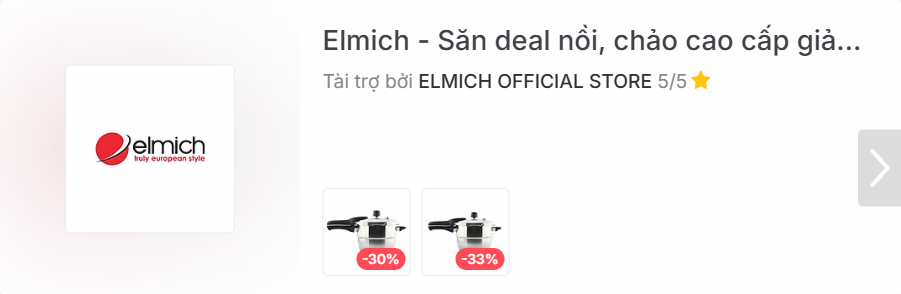 Elmich - Săn deal nồi, chảo cao cấp giả...
Tài trợ bởi ELMICH OFFICIAL STORE 5/5
elmich
truly european style
-30%
-33%